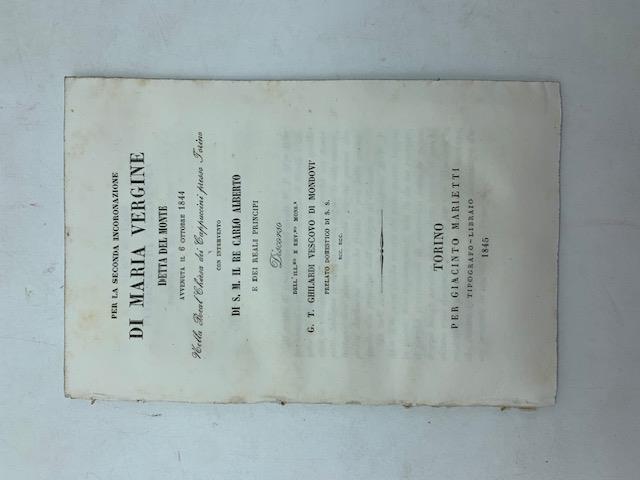 PER LA SECONDA INCORONAZIONE
DI MARIA VERGINE
DETTA DEL MONTE
AVVENUTA IL 6 OTTOBRE 1844
Nella Real Chiesa dei Cappuccini presso Torino
CON INTERVENTO
DI S. M. IL RE CARLO ALBERTO
E DEI REALI PRINCIPI
Discorso
DELL'ILL.MO E REV.MO MONS.R
G. T. GHILARDI VESCOVO DI MONDOVI'
PRELATO DOMESTICO DI S. S.
ECC. ECC.
TORINO
PER GIACINTO MARIETTI
TIPOGRAFO-LIBRAIO
1845